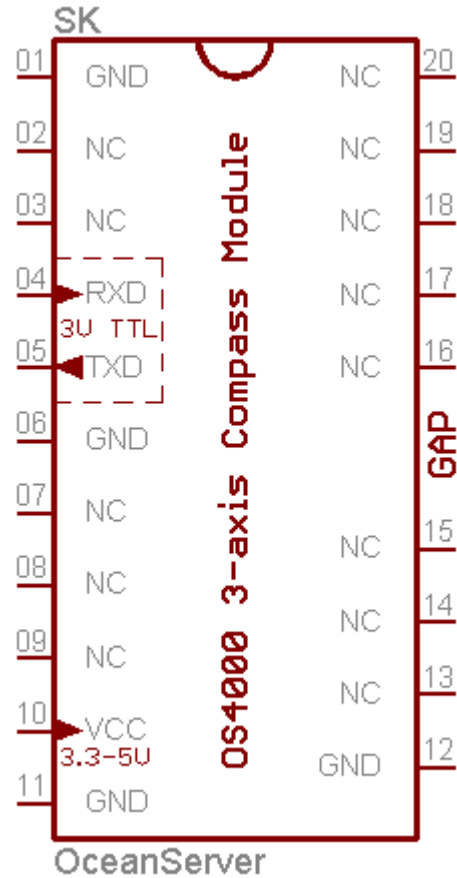 SK
01 GND NC 20
02 NC NC 19
03 NC NC 18
04 RXD NC 17
3V TTL
05 TXD NC 16
06 GND
GAP
07 NC NC 15
08 NC NC 14
09 NC NC 13
10 VCC GND 12
3.3-5V
11 GND
OS4000 3-axis Compass Module
OceanServer